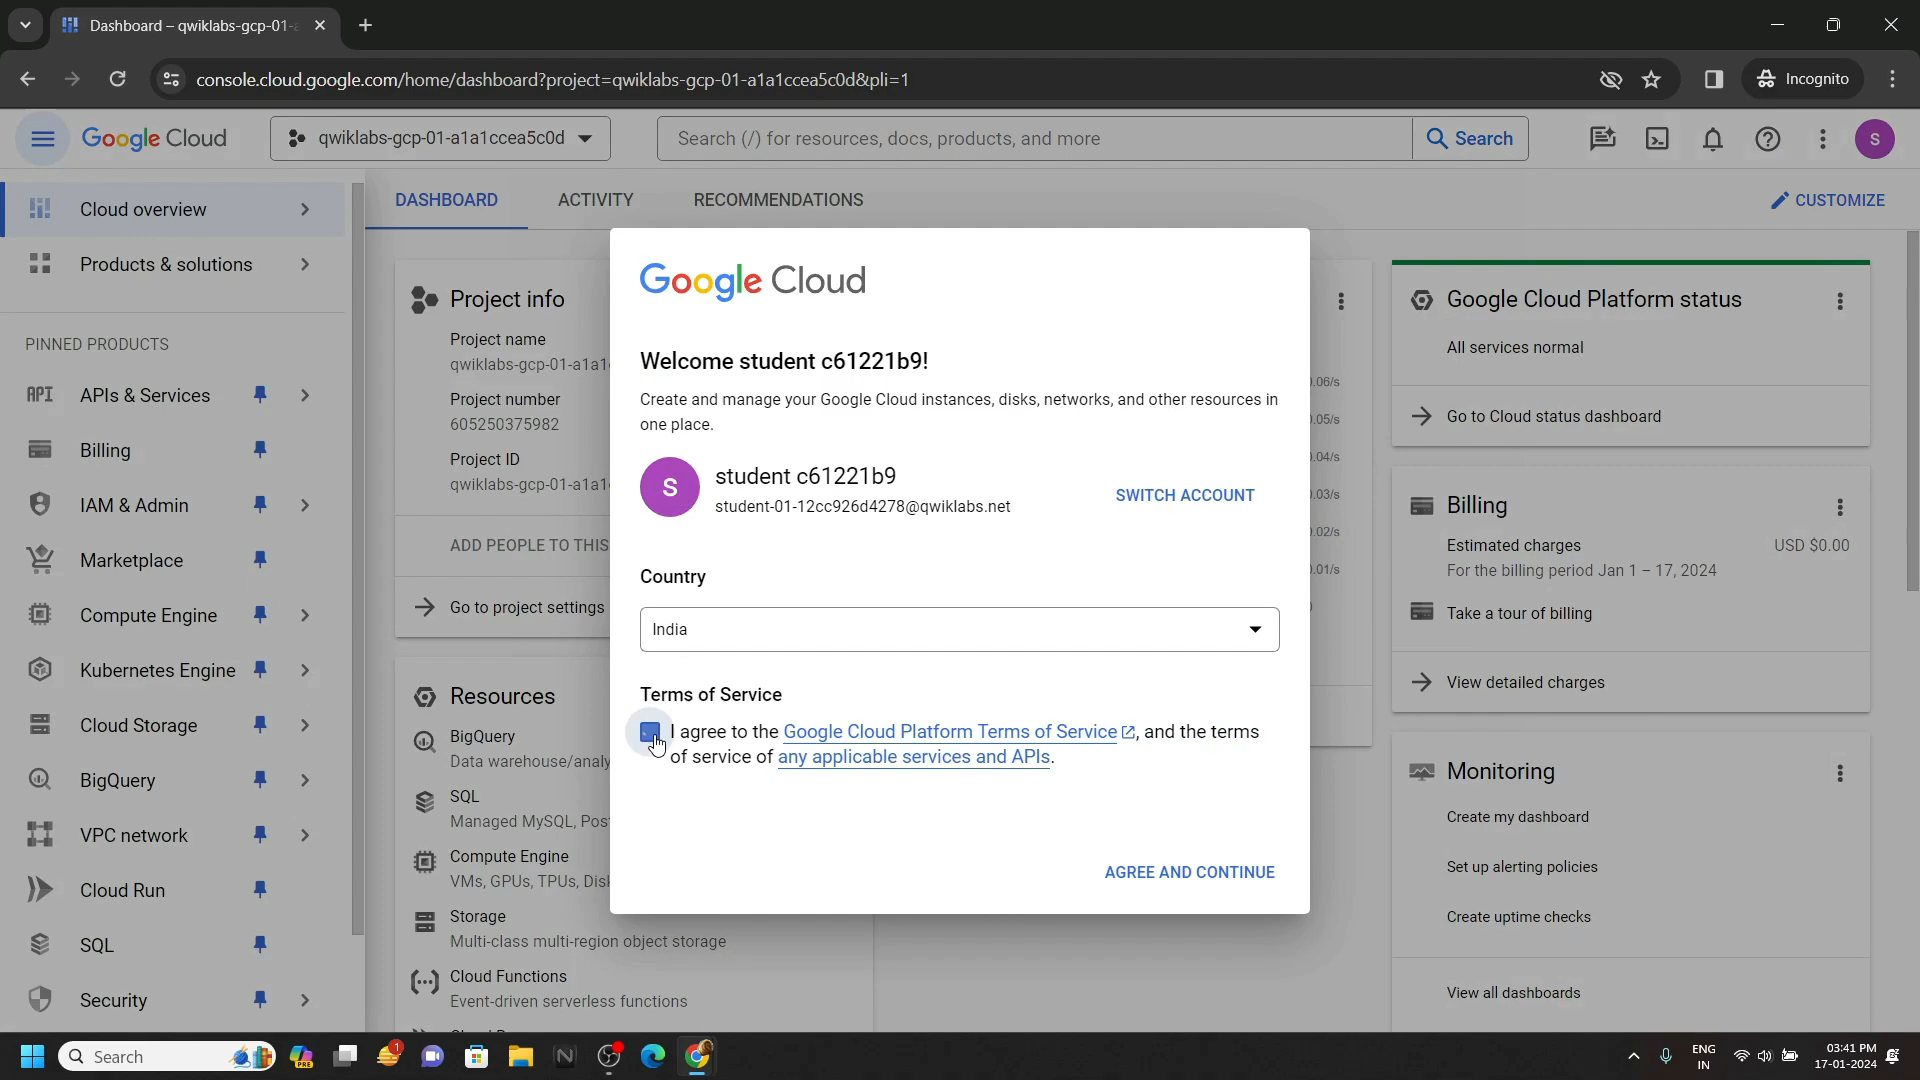 Dashboard – qwiklabs-gcp-01-
console.cloud.google.com/home/dashboard?project=qwiklabs-gcp-01-a1a1ccea5c0d&pli=1
Incognito
Google Cloud
qwiklabs-gcp-01-a1a1ccea5c0d
Search (/) for resources, docs, products, and more
Search
S
Cloud overview
Products & solutions
PINNED PRODUCTS
API
APIs & Services
Billing
IAM & Admin
Marketplace
Compute Engine
Kubernetes Engine
Cloud Storage
BigQuery
VPC network
Cloud Run
SQL
Security
DASHBOARD
ACTIVITY
RECOMMENDATIONS
CUSTOMIZE
Project info
Project name
qwiklabs-gcp-01-a1a1
Project number
605250375982
Project ID
qwiklabs-gcp-01-a1a1
ADD PEOPLE TO THIS
Go to project settings
Resources
BigQuery
Data warehouse/analy
SQL
Managed MySQL, Pos
Compute Engine
VMs, GPUs, TPUs, Dis
Storage
Multi-class multi-region object storage
Cloud Functions
Event-driven serverless functions
Google Cloud
Welcome student c61221b9!
Create and manage your Google Cloud instances, disks, networks, and other resources in
one place.
S
student c61221b9
student-01-12cc926d4278@qwiklabs.net
SWITCH ACCOUNT
Country
India
Terms of Service
I agree to the Google Cloud Platform Terms of Service, and the terms
of service of any applicable services and APIs.
AGREE AND CONTINUE
0.06/s
0.05/s
0.04/s
0.03/s
0.02/s
0.01/s
Google Cloud Platform status
All services normal
Go to Cloud status dashboard
Billing
Estimated charges
USD $0.00
For the billing period Jan 1 – 17, 2024
Take a tour of billing
View detailed charges
Monitoring
Create my dashboard
Set up alerting policies
Create uptime checks
View all dashboards
Search
PRE
1
N
ENG
IN
03:41 PM
17-01-2024